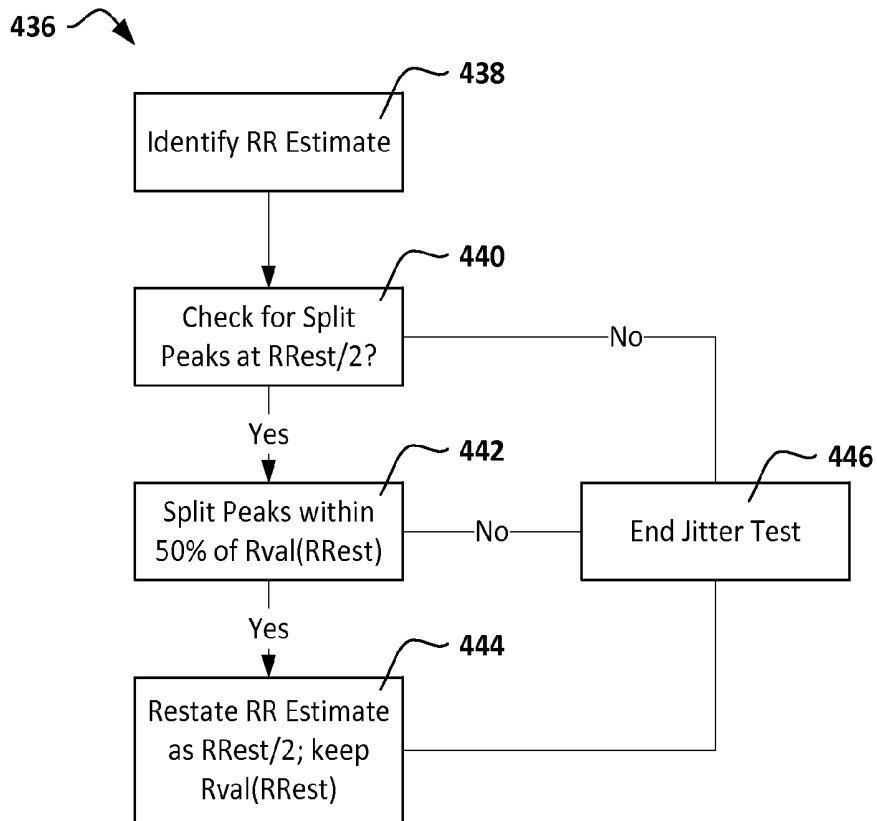 436
438
Identify RR Estimate
440
Check for Split
Peaks at RRest/2?
No
Yes
442
446
Split Peaks within
50% of Rval(RRest)
No
End Jitter Test
Yes
444
Restate RR Estimate
as RRest/2; keep
Rval(RRest)